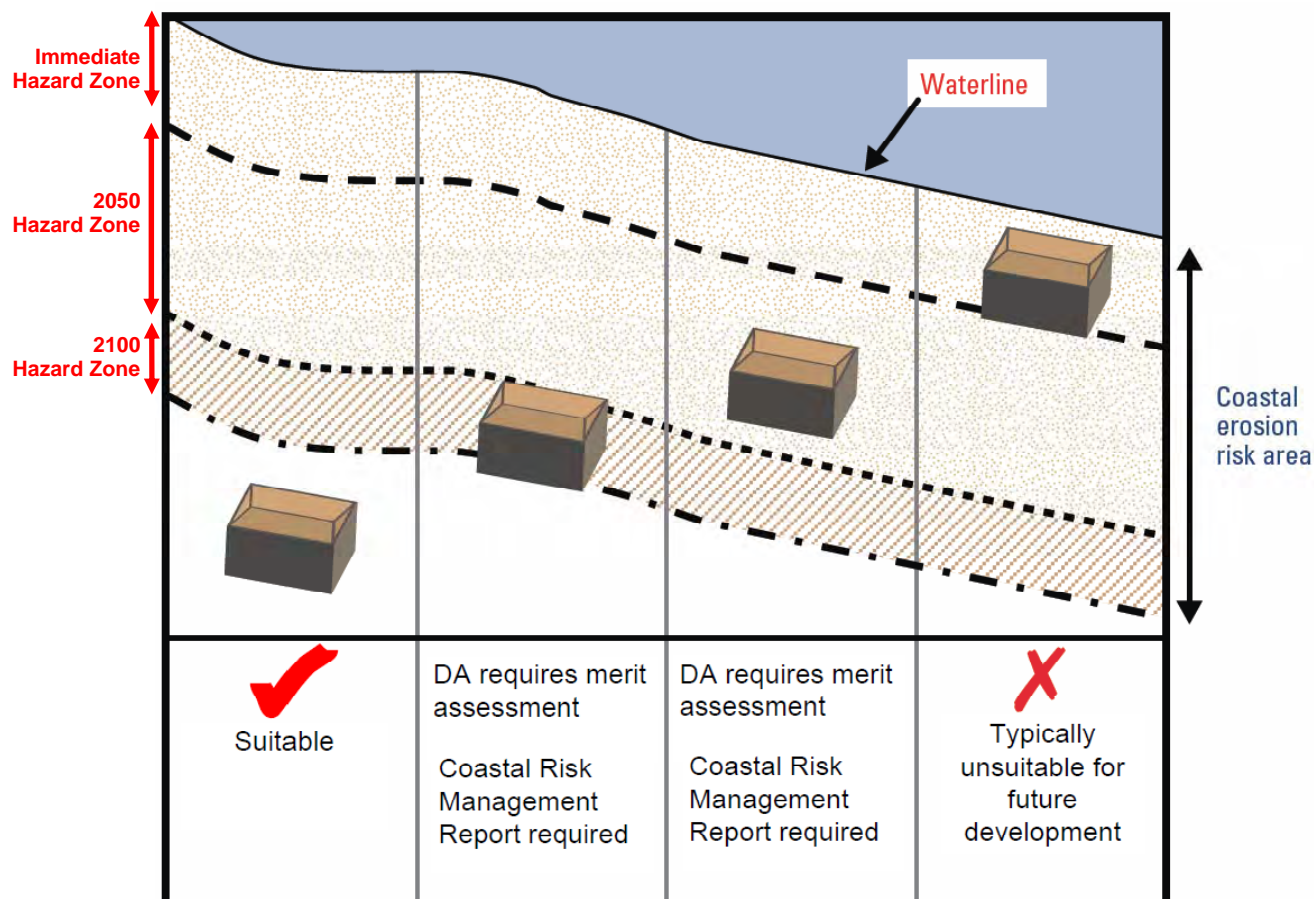 Immediate
Hazard Zone
Waterline
2050
Hazard Zone
2100
Hazard Zone
Coastal
erosion
risk area
Suitable
DA requires merit
assessment
Coastal Risk
Management
Report required
DA requires merit
assessment
Coastal Risk
Management
Report required
Typically
unsuitable for
future
development